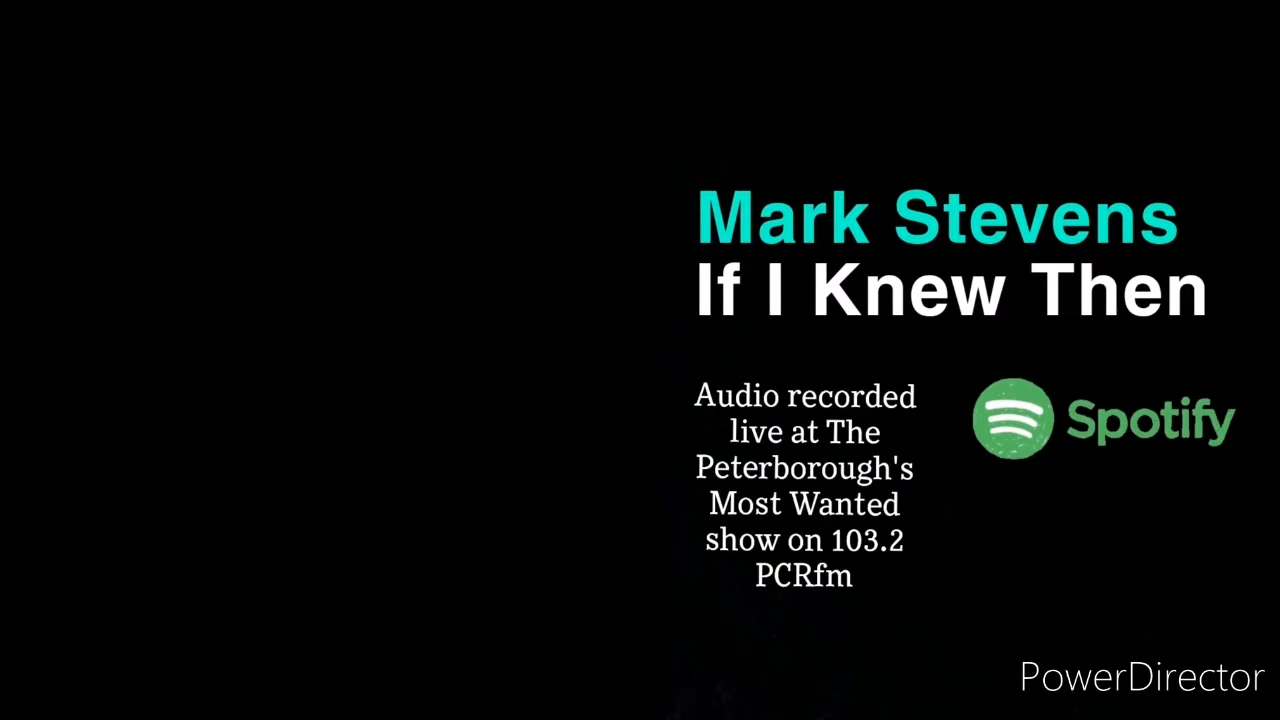 Mark Stevens
If I Knew Then
Audio recorded
live at The
Peterborough's
Most Wanted
show on 103.2
PCRfm
Spotify
PowerDirector